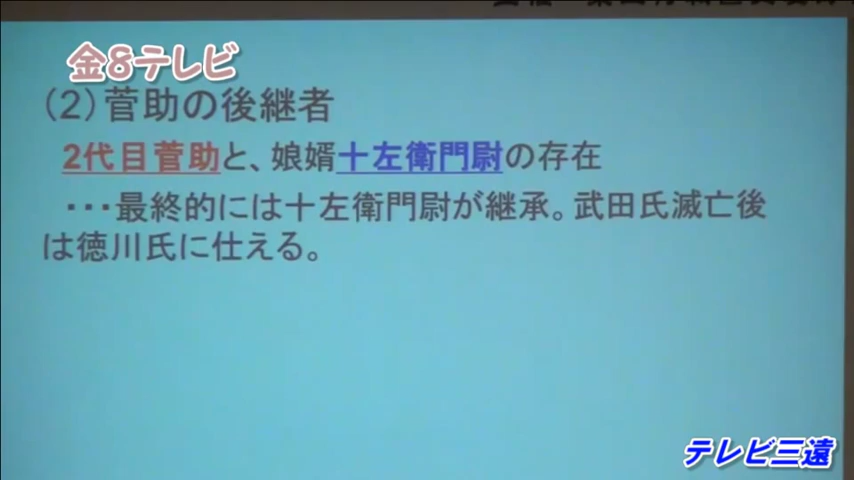 金8テレビ
(2)菅助の後継者
2代目菅助と、娘婿十左衛門尉の存在
・・・最終的には十左衛門尉が継承。武田氏滅亡後
は徳川氏に仕える。
テレビ三遠